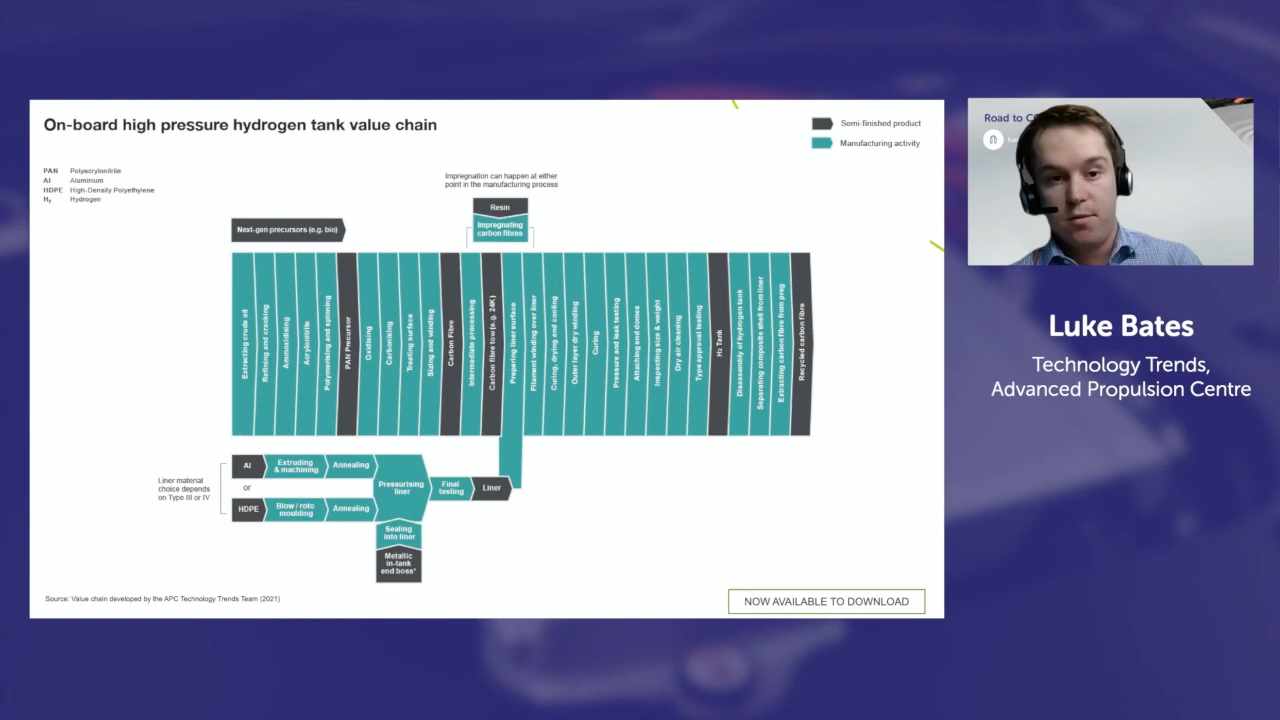 On-board high pressure hydrogen tank value chain
Semi-finished product
Manufacturing activity
PAN Polyacrylonitrile
Al Aluminium
HDPE High-Density Polyethylene
H₂ Hydrogen
Impregnation can happen at either
point in the manufacturing process
Resin
Impregnating
carbon fibres
Next-gen precursors (e.g. bio)
Extracting crude oil
Refining and cracking
Ammoxidising
Acrylonitrile
Polymerising and spinning
PAN Precursor
Oxidising
Carbonising
Treating surface
Sizing and winding
Carbon Fibre
Intermediate processing
Carbon fibre tow (e.g. 24K)
Preparing liner surface
Filament winding over liner
Curing, drying and cooling
Outer layer dry winding
Curing
Pressure and leak testing
Attaching end domes
Inspecting size & weight
Dry air cleaning
Type approval testing
H₂ Tank
Disassembly of hydrogen tank
Separating composite shell from liner
Extracting carbon fibre from preg
Recycled carbon fibre
Liner material
choice depends
on Type III or IV
Al
Extruding
& machining
Annealing
or
HDPE
Blow / roto
moulding
Annealing
Pressurising
liner
Final
testing
Liner
Sealing
into liner
Metallic
in-tank
end boss*
Source: Value chain developed by the APC Technology Trends Team (2021)
NOW AVAILABLE TO DOWNLOAD
Road to
Luke Bates
Technology Trends,
Advanced Propulsion Centre